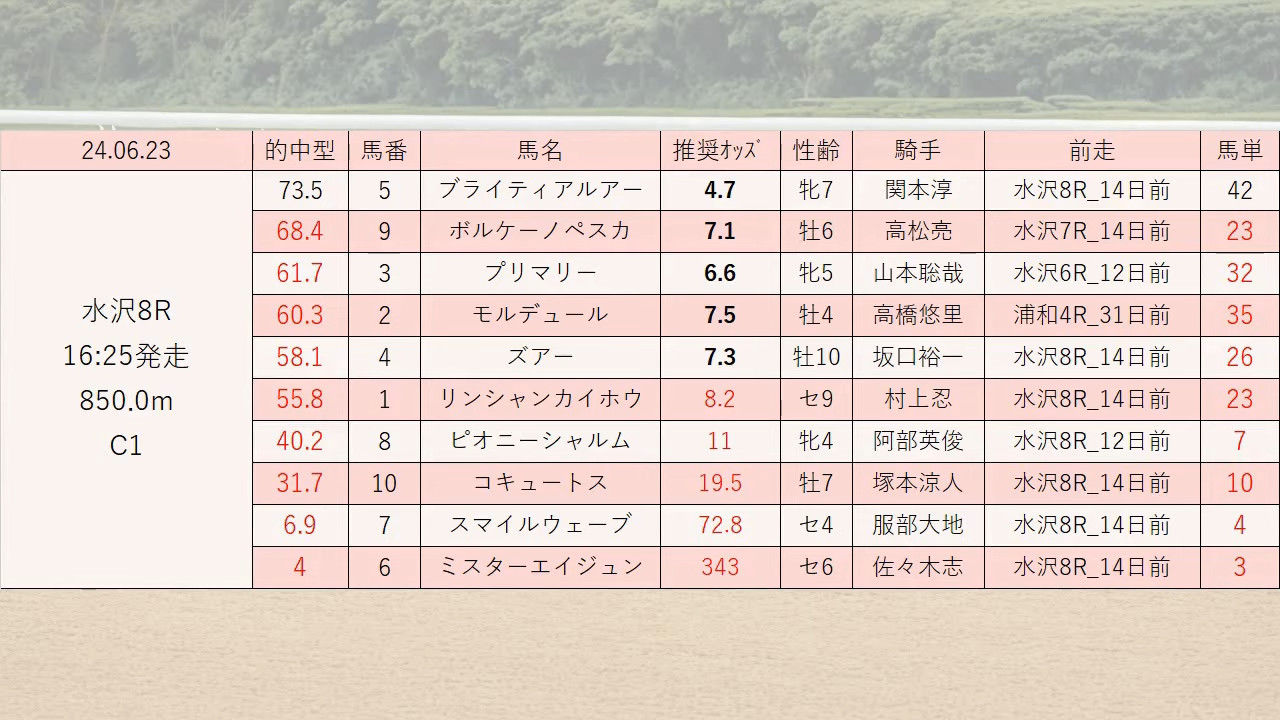 24.06.23 的中型 馬番 馬名 推奨ｵｯｽﾞ 性齢 騎手 前走 馬単
水沢8R
16:25発走
850.0m
C1
73.5 5 ブライティアルアー 4.7 牝7 関本淳 水沢8R_14日前 42
68.4 9 ボルケーノペスカ 7.1 牡6 高松亮 水沢7R_14日前 23
61.7 3 プリマリー 6.6 牝5 山本聡哉 水沢6R_12日前 32
60.3 2 モルデュール 7.5 牡4 高橋悠里 浦和4R_31日前 35
58.1 4 ズアー 7.3 牡10 坂口裕一 水沢8R_14日前 26
55.8 1 リンシャンカイホウ 8.2 セ9 村上忍 水沢8R_14日前 23
40.2 8 ピオニーシャルム 11 牝4 阿部英俊 水沢8R_12日前 7
31.7 10 コキュートス 19.5 牡7 塚本涼人 水沢8R_14日前 10
6.9 7 スマイルウェーブ 72.8 セ4 服部大地 水沢8R_14日前 4
4 6 ミスターエイジュン 343 セ6 佐々木志 水沢8R_14日前 3